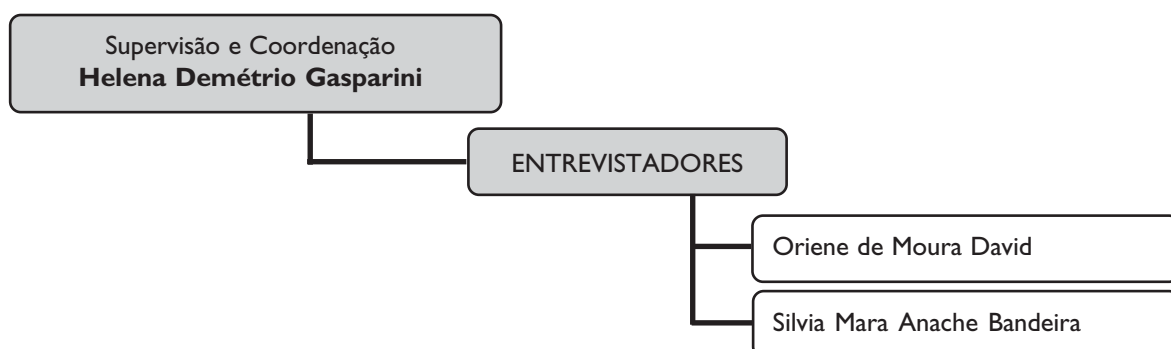 Supervisão e Coordenação
Helena Demétrio Gasparini
ENTREVISTADORES
Oriene de Moura David
Silvia Mara Anache Bandeira